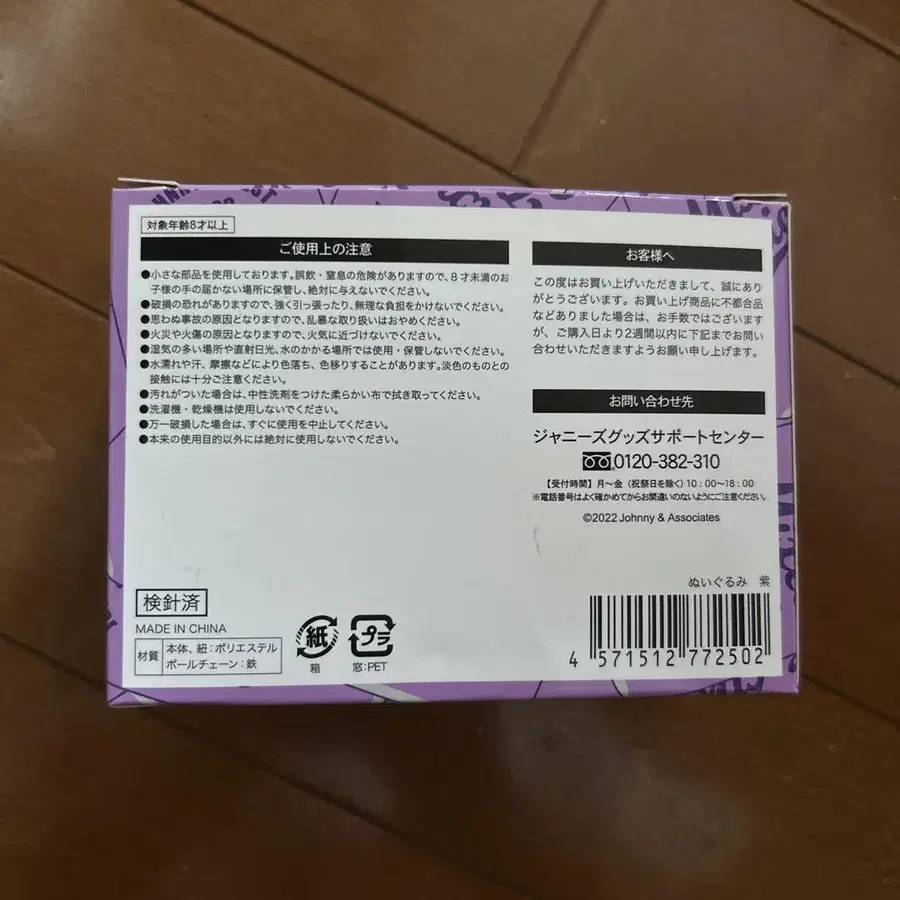 対象年齢8才以上
ご使用上の注意
●小さな部品を使用しております。誤飲・窒息の危険がありますので、8才未満のお
子様の手の届かない場所に保管し、絶対に与えないでください。
●破損の恐れがありますので、強く引っ張ったり、無理な負担をかけないでください。
●思わぬ事故の原因となりますので、乱暴な取り扱いはおやめください。
●火災や火傷の原因となりますので、火気に近づけないでください。
●湿気の多い場所や直射日光、水のかかる場所では使用・保管しないでください。
●水濡れや汗、摩擦などにより色落ち、色移りすることがあります。淡色のものとの
接触には十分ご注意ください。
●汚れがついた場合は、中性洗剤をつけた柔らかい布で拭き取ってください。
●洗濯機・乾燥機は使用しないでください。
●万一破損した場合は、すぐに使用を中止してください。
●本来の使用目的以外には絶対に使用しないでください。
お客様へ
この度はお買い上げいただきまして、誠にあり
がとうございます。お買い上げ商品に不都合品
などありました場合は、お手数ではございます
が、ご購入日より2週間以内に下記までお問い
合わせいただきますようお願い申し上げます。
お問い合わせ先
ジャニーズグッズサポートセンター
0120-382-310
【受付時間】月～金（祝祭日を除く）10：00～18：00
※電話番号はよく確かめてからお間違いのないようにご注意ください。
©2022 Johnny & Associates
検針済
MADE IN CHINA
材質
本体、紐：ポリエステル
ボールチェーン：鉄
紙
箱
プラ
窓:PET
ぬいぐるみ 紫
4 571512 772502